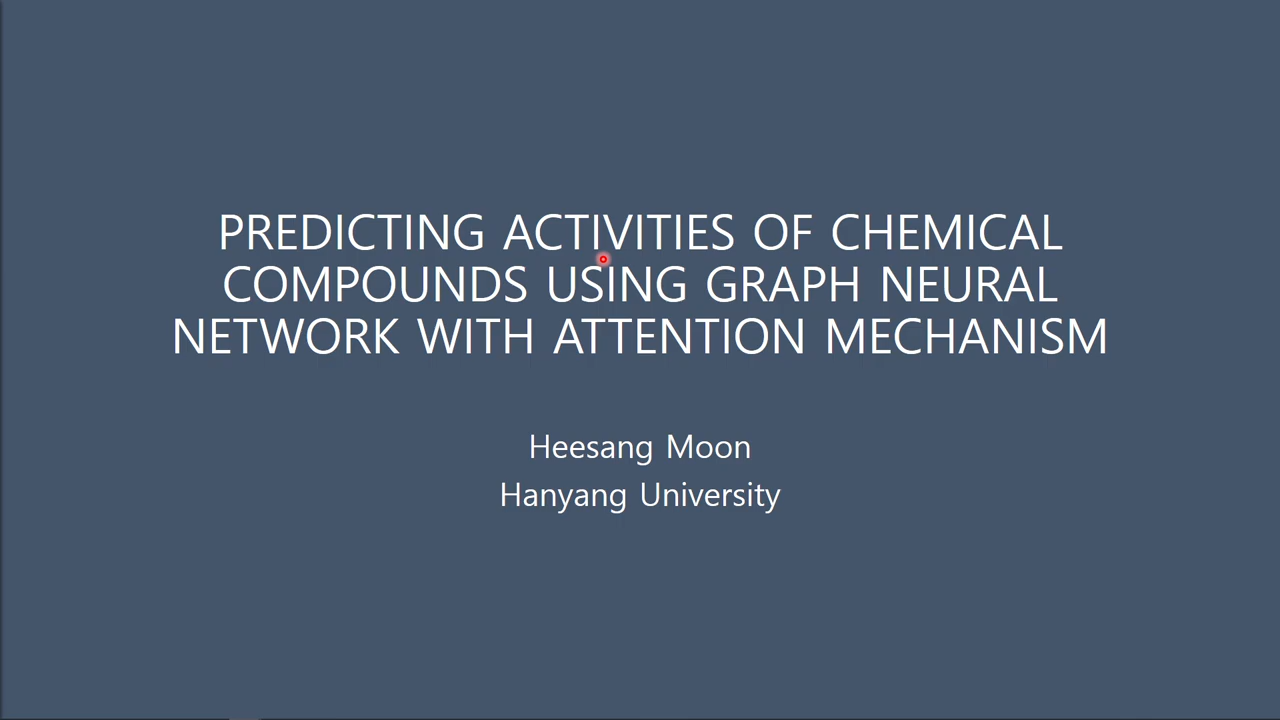 PREDICTING ACTIVITIES OF CHEMICAL
COMPOUNDS USING GRAPH NEURAL
NETWORK WITH ATTENTION MECHANISM
Heesang Moon
Hanyang University